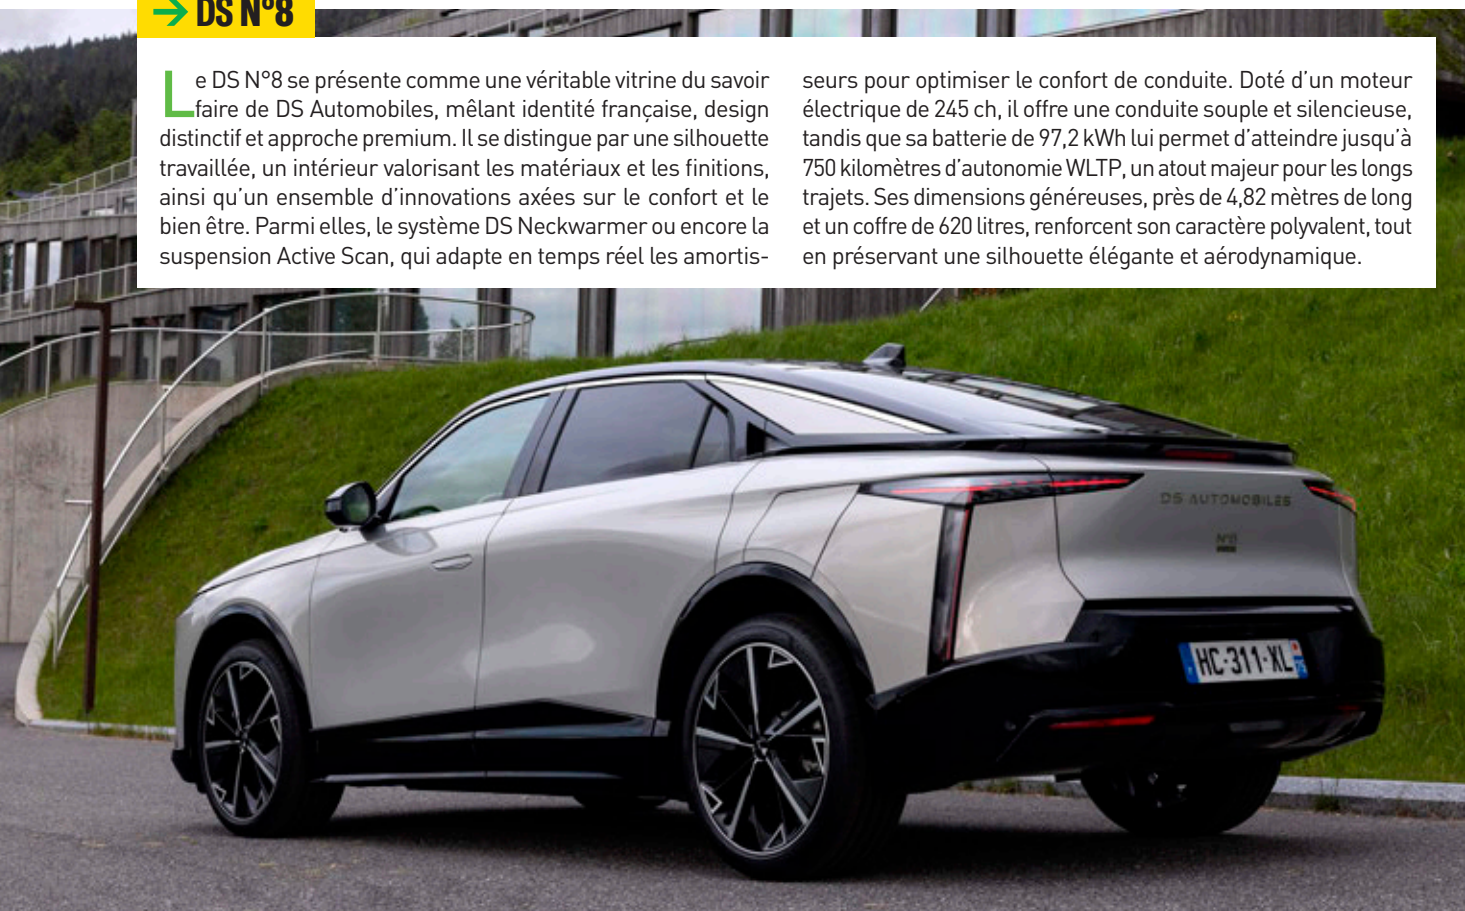 → DS N°8
Le DS N°8 se présente comme une véritable vitrine du savoir
faire de DS Automobiles, mêlant identité française, design
distinctif et approche premium. Il se distingue par une silhouette
travaillée, un intérieur valorisant les matériaux et les finitions,
ainsi qu’un ensemble d’innovations axées sur le confort et le
bien être. Parmi elles, le système DS Neckwarmer ou encore la
suspension Active Scan, qui adapte en temps réel les amortis-
seurs pour optimiser le confort de conduite. Doté d’un moteur
électrique de 245 ch, il offre une conduite souple et silencieuse,
tandis que sa batterie de 97,2 kWh lui permet d’atteindre jusqu’à
750 kilomètres d’autonomie WLTP, un atout majeur pour les longs
trajets. Ses dimensions généreuses, près de 4,82 mètres de long
et un coffre de 620 litres, renforcent son caractère polyvalent, tout
en préservant une silhouette élégante et aérodynamique.
DS AUTOMOBILES
N°8
HC-311-XL